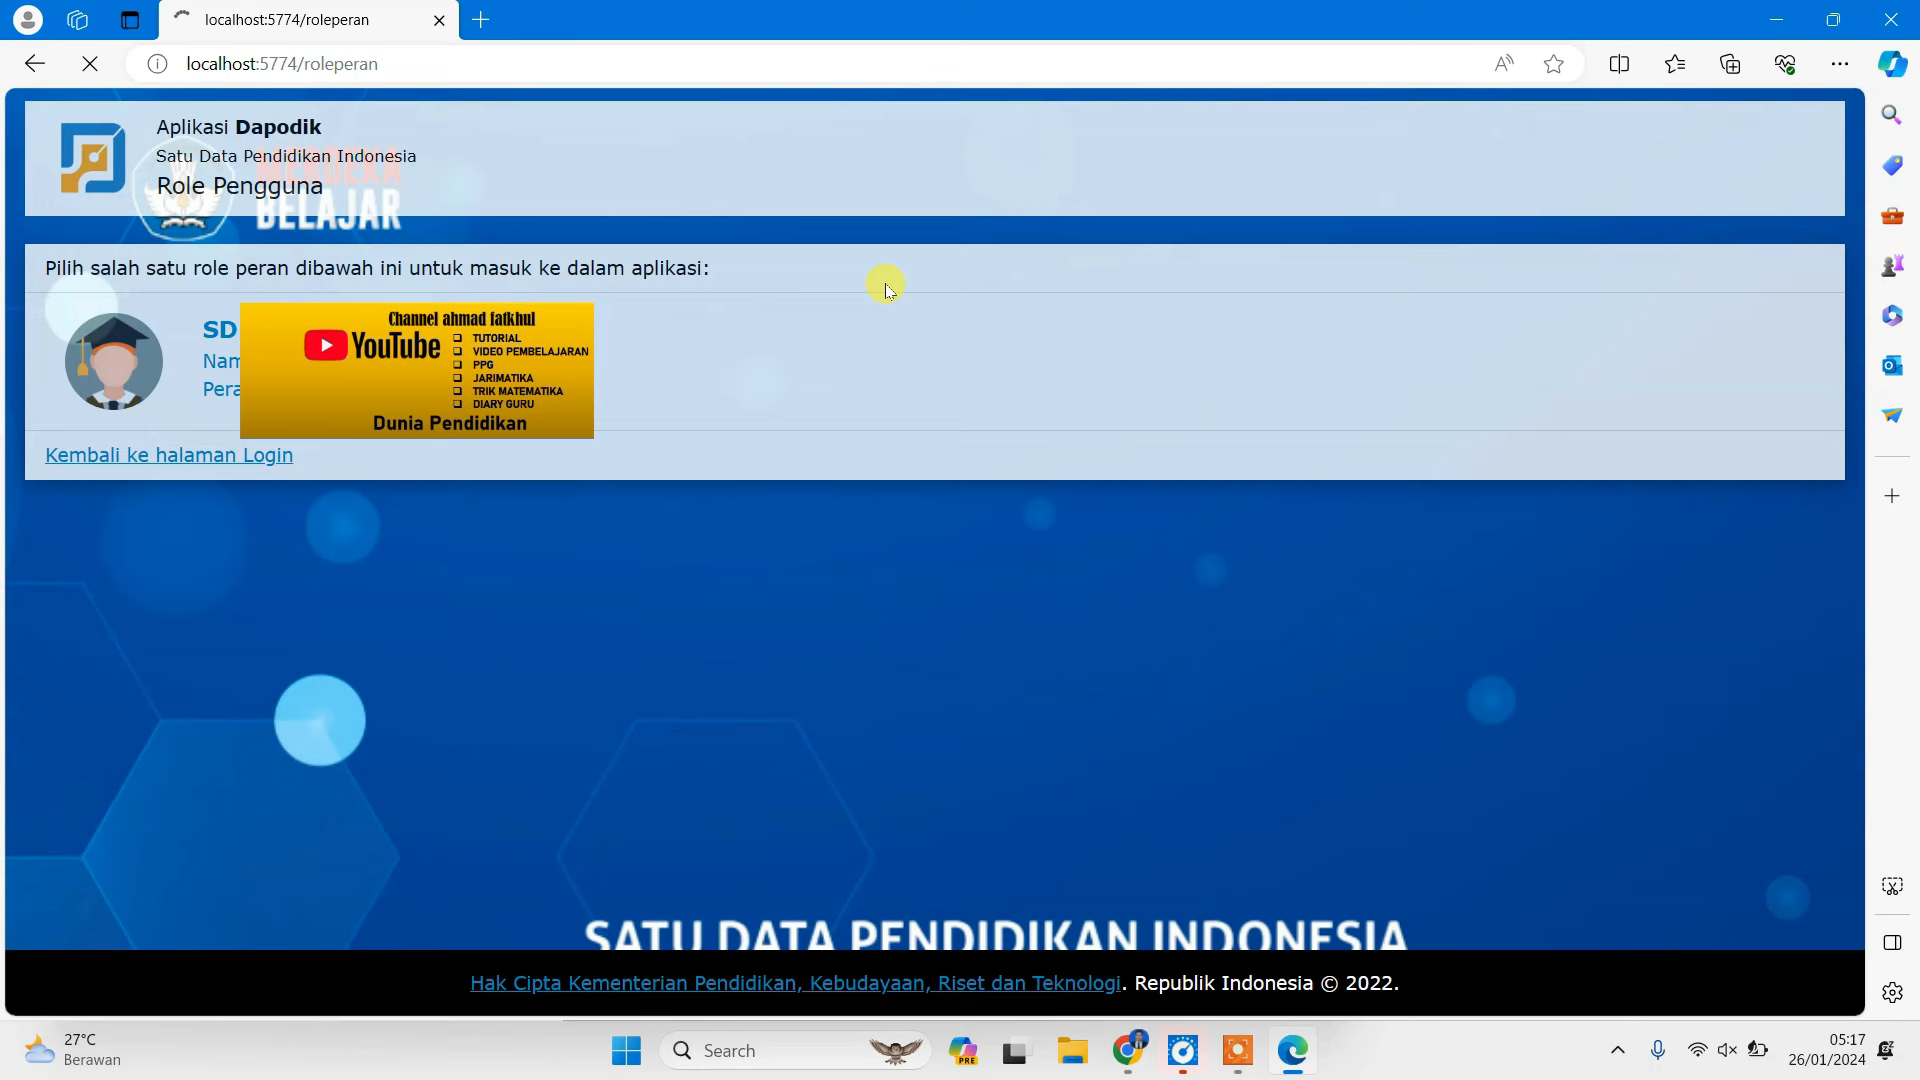 localhost:5774/roleperan
localhost:5774/roleperan
Aplikasi Dapodik
Satu Data Pendidikan Indonesia
MERDEKA
BELAJAR
Role Pengguna
Pilih salah satu role peran dibawah ini untuk masuk ke dalam aplikasi:
SD
Nam
Pera
Channel ahmad fatkhul
YouTube
TUTORIAL
VIDEO PEMBELAJARAN
PPG
JARIMATIKA
TRIK MATEMATIKA
DIARY GURU
Dunia Pendidikan
Kembali ke halaman Login
SATU DATA PENDIDIKAN INDONESIA
Hak Cipta Kementerian Pendidikan, Kebudayaan, Riset dan Teknologi. Republik Indonesia © 2022.
27°C
Berawan
Search
PRE
05:17
26/01/2024